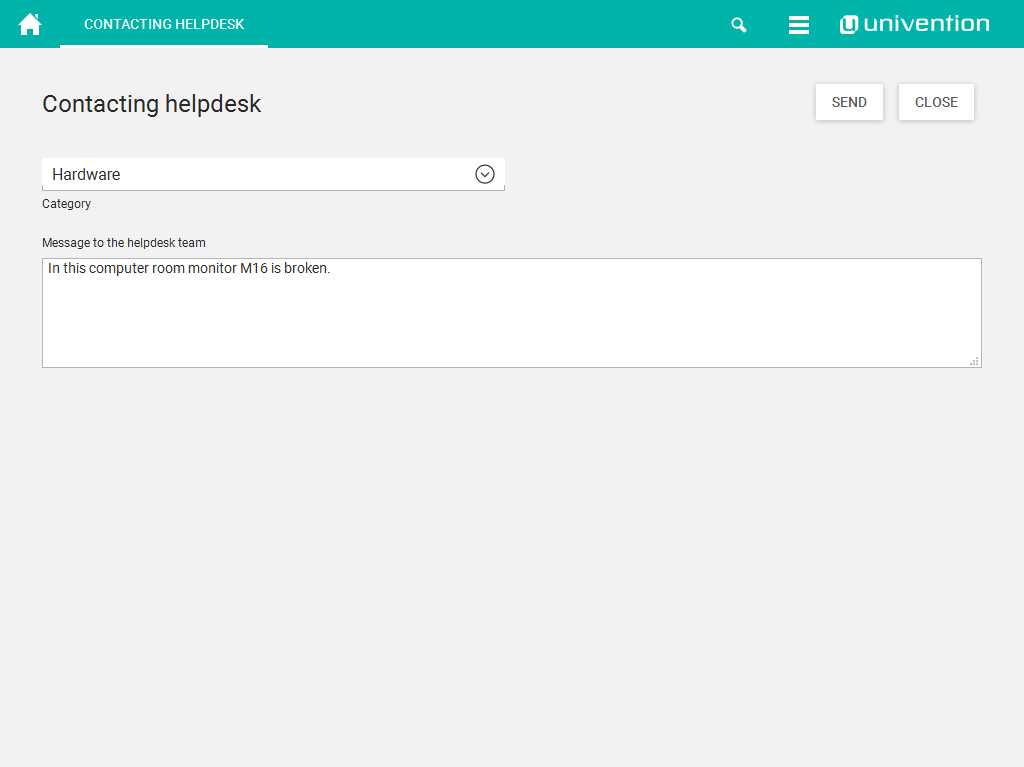 CONTACTING HELPDESK
univention
Contacting helpdesk
SEND
CLOSE
Hardware
Category
Message to the helpdesk team
In this computer room monitor M16 is broken.